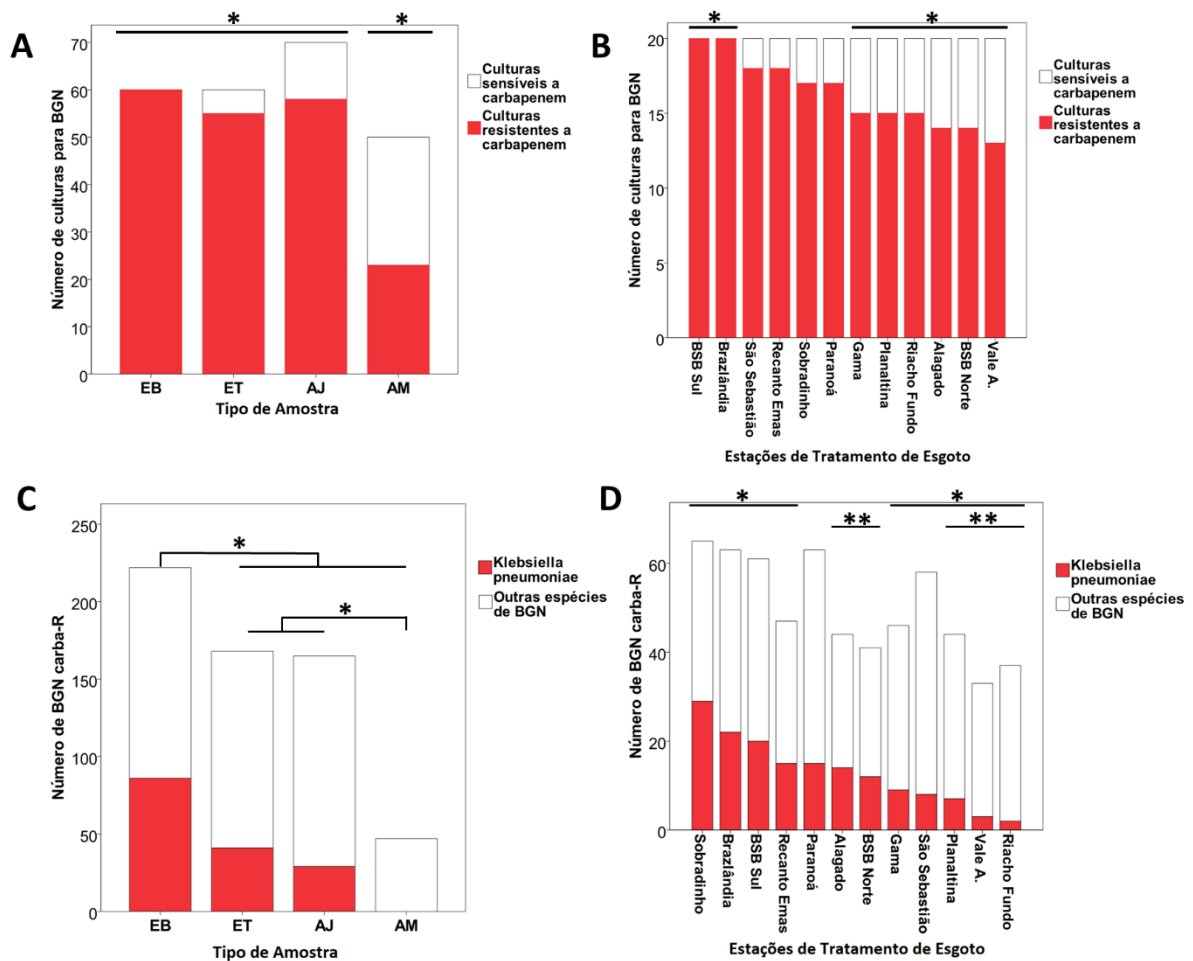 A
*
*
Número de culturas para BGN
70
60
50
40
30
20
10
0
EB
ET
AJ
AM
Tipo de Amostra
Culturas
sensíveis a
carbapenem
Culturas
resistentes a
carbapenem
B
*
*
Número de culturas para BGN
20
15
10
5
0
BSB Sul
Brazlândia
São Sebastião
Recanto Emas
Sobradinho
Paranoá
Gama
Planaltina
Riacho Fundo
Alagado
BSB Norte
Vale A.
Estações de Tratamento de Esgoto
Culturas
sensíveis a
carbapenem
Culturas
resistentes a
carbapenem
C
*
*
Número de BGN carba-R
250
200
150
100
50
0
EB
ET
AJ
AM
Tipo de Amostra
Klebsiella
pneumoniae
Outras espécies
de BGN
D
*
*
**
**
Número de BGN carba-R
60
40
20
0
Sobradinho
Brazlândia
BSB Sul
Recanto Emas
Paranoá
Alagado
BSB Norte
Gama
São Sebastião
Planaltina
Vale A.
Riacho Fundo
Estações de Tratamento de Esgoto
Klebsiella
pneumoniae
Outras espécies
de BGN